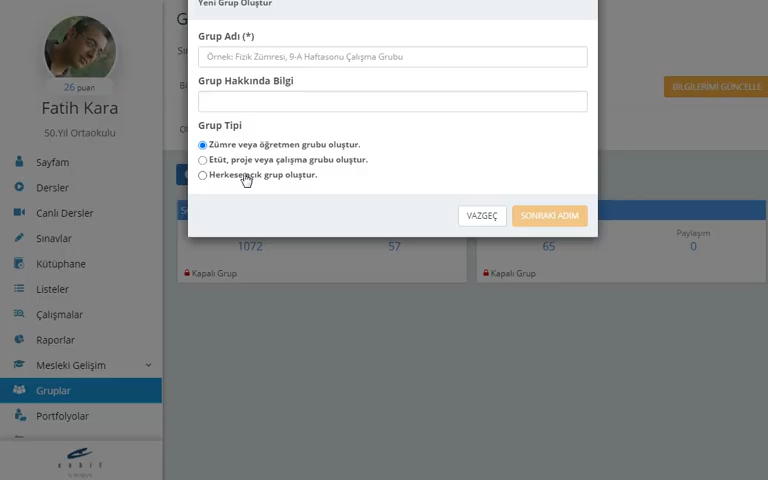 Yeni Grup Oluştur
Grup Adı (*)
Örnek: Fizik Zümresi, 9-A Haftasonu Çalışma Grubu
Grup Hakkında Bilgi
Grup Tipi
Zümre veya öğretmen grubu oluştur.
Etüt, proje veya çalışma grubu oluştur.
Herkese açık grup oluştur.
VAZGEÇ
SONRAKİ ADIM
26 puan
Fatih Kara
50.Yıl Ortaokulu
Sayfam
Dersler
Canlı Dersler
Sınavlar
Kütüphane
Listeler
Çalışmalar
Raporlar
Mesleki Gelişim
Gruplar
Portfolyolar
BİLGİLERİMİ GÜNCELLE
1072
57
Kapalı Grup
65
Paylaşım
0
Kapalı Grup